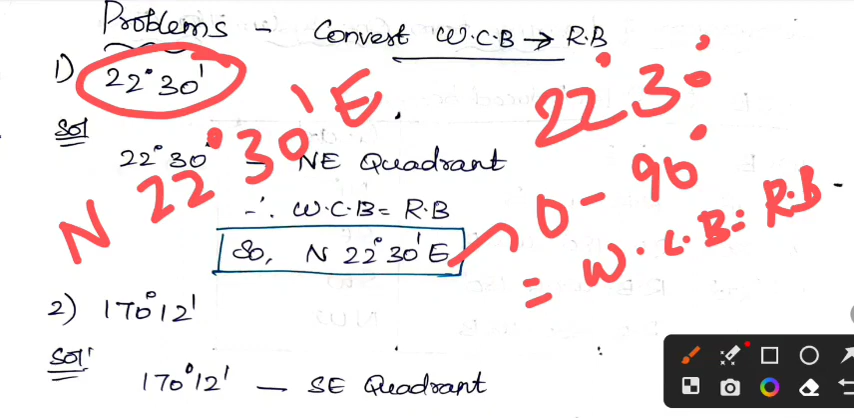 Problems - Convert W.C.B → R.B
1) 22°30'
Sol
22°30' - NE Quadrant
∴ W.C.B = R.B
So, N 22°30' E
2) 170°12'
Sol'
170°12' - SE Quadrant
N 22°30' E
22°30°
0 - 90°
= W.C.B = R.B